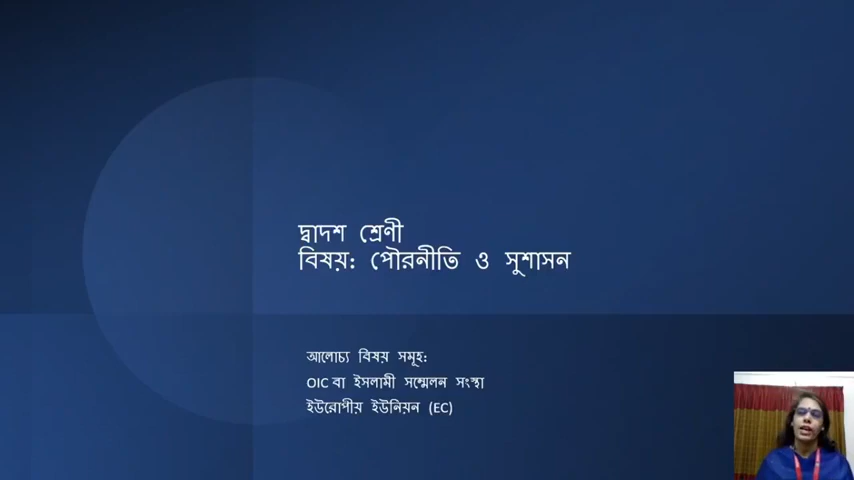 দ্বাদশ শ্রেণী
বিষয়: পৌরনীতি ও সুশাসন
আলোচ্য বিষয় সমূহ:
OIC বা ইসলামী সম্মেলন সংস্থা
ইউরোপীয় ইউনিয়ন (EC)